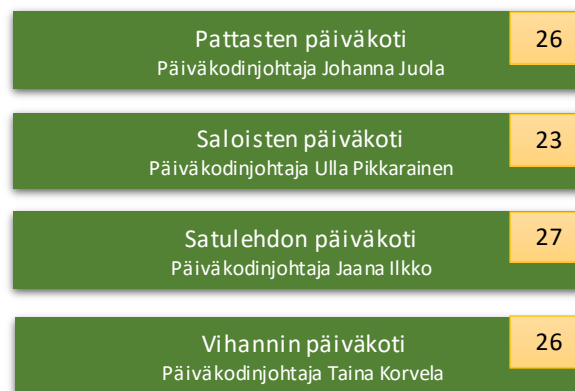 Pattasten päiväkoti
Päiväkodinjohtaja Johanna Juola
26
Saloisten päiväkoti
Päiväkodinjohtaja Ulla Pikkarainen
23
Satulehdon päiväkoti
Päiväkodinjohtaja Jaana Ilkko
27
Vihannin päiväkoti
Päiväkodinjohtaja Taina Korvela
26